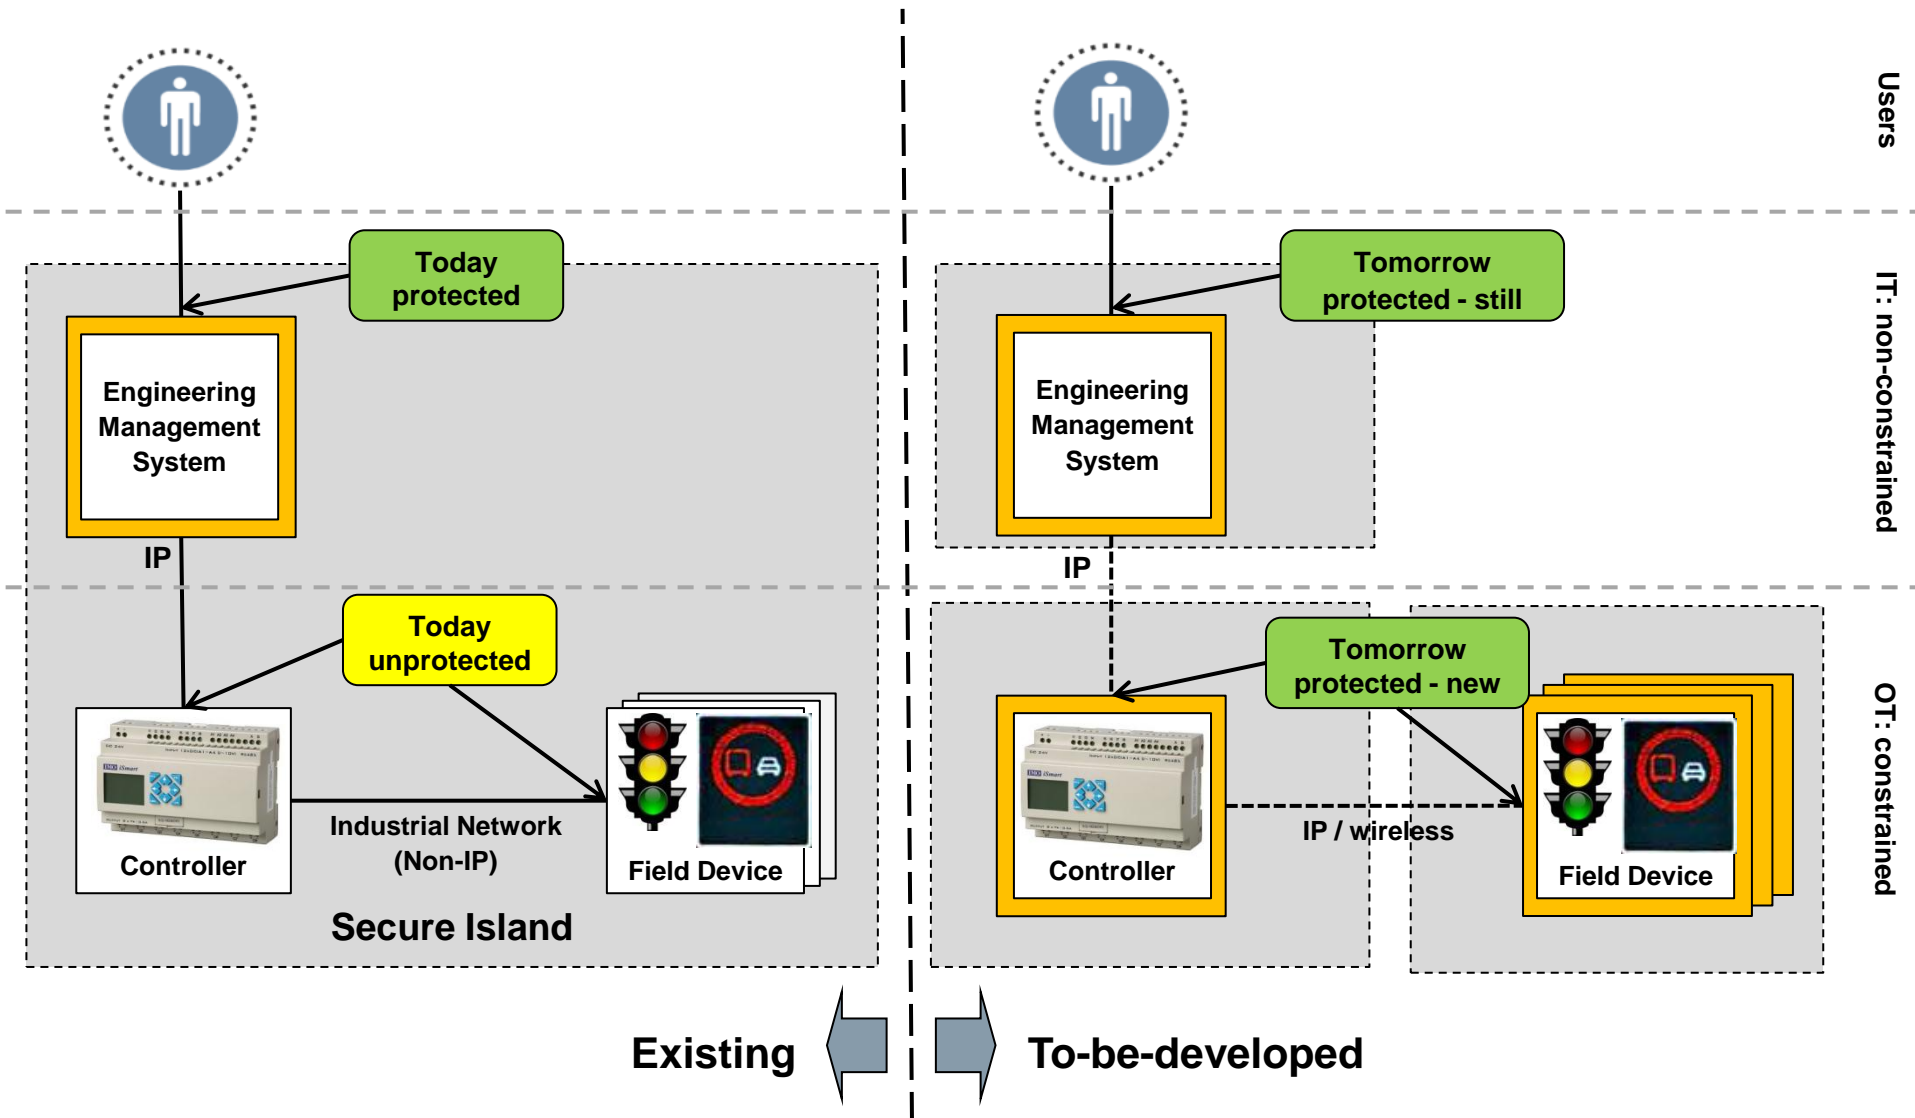 Users
Today
protected
Tomorrow
protected - still
IT: non-constrained
Engineering
Management
System
Engineering
Management
System
IP
IP
Today
unprotected
Tomorrow
protected - new
OT: constrained
Controller
Industrial Network
(Non-IP)
Field Device
Controller
IP / wireless
Field Device
Secure Island
Existing
To-be-developed